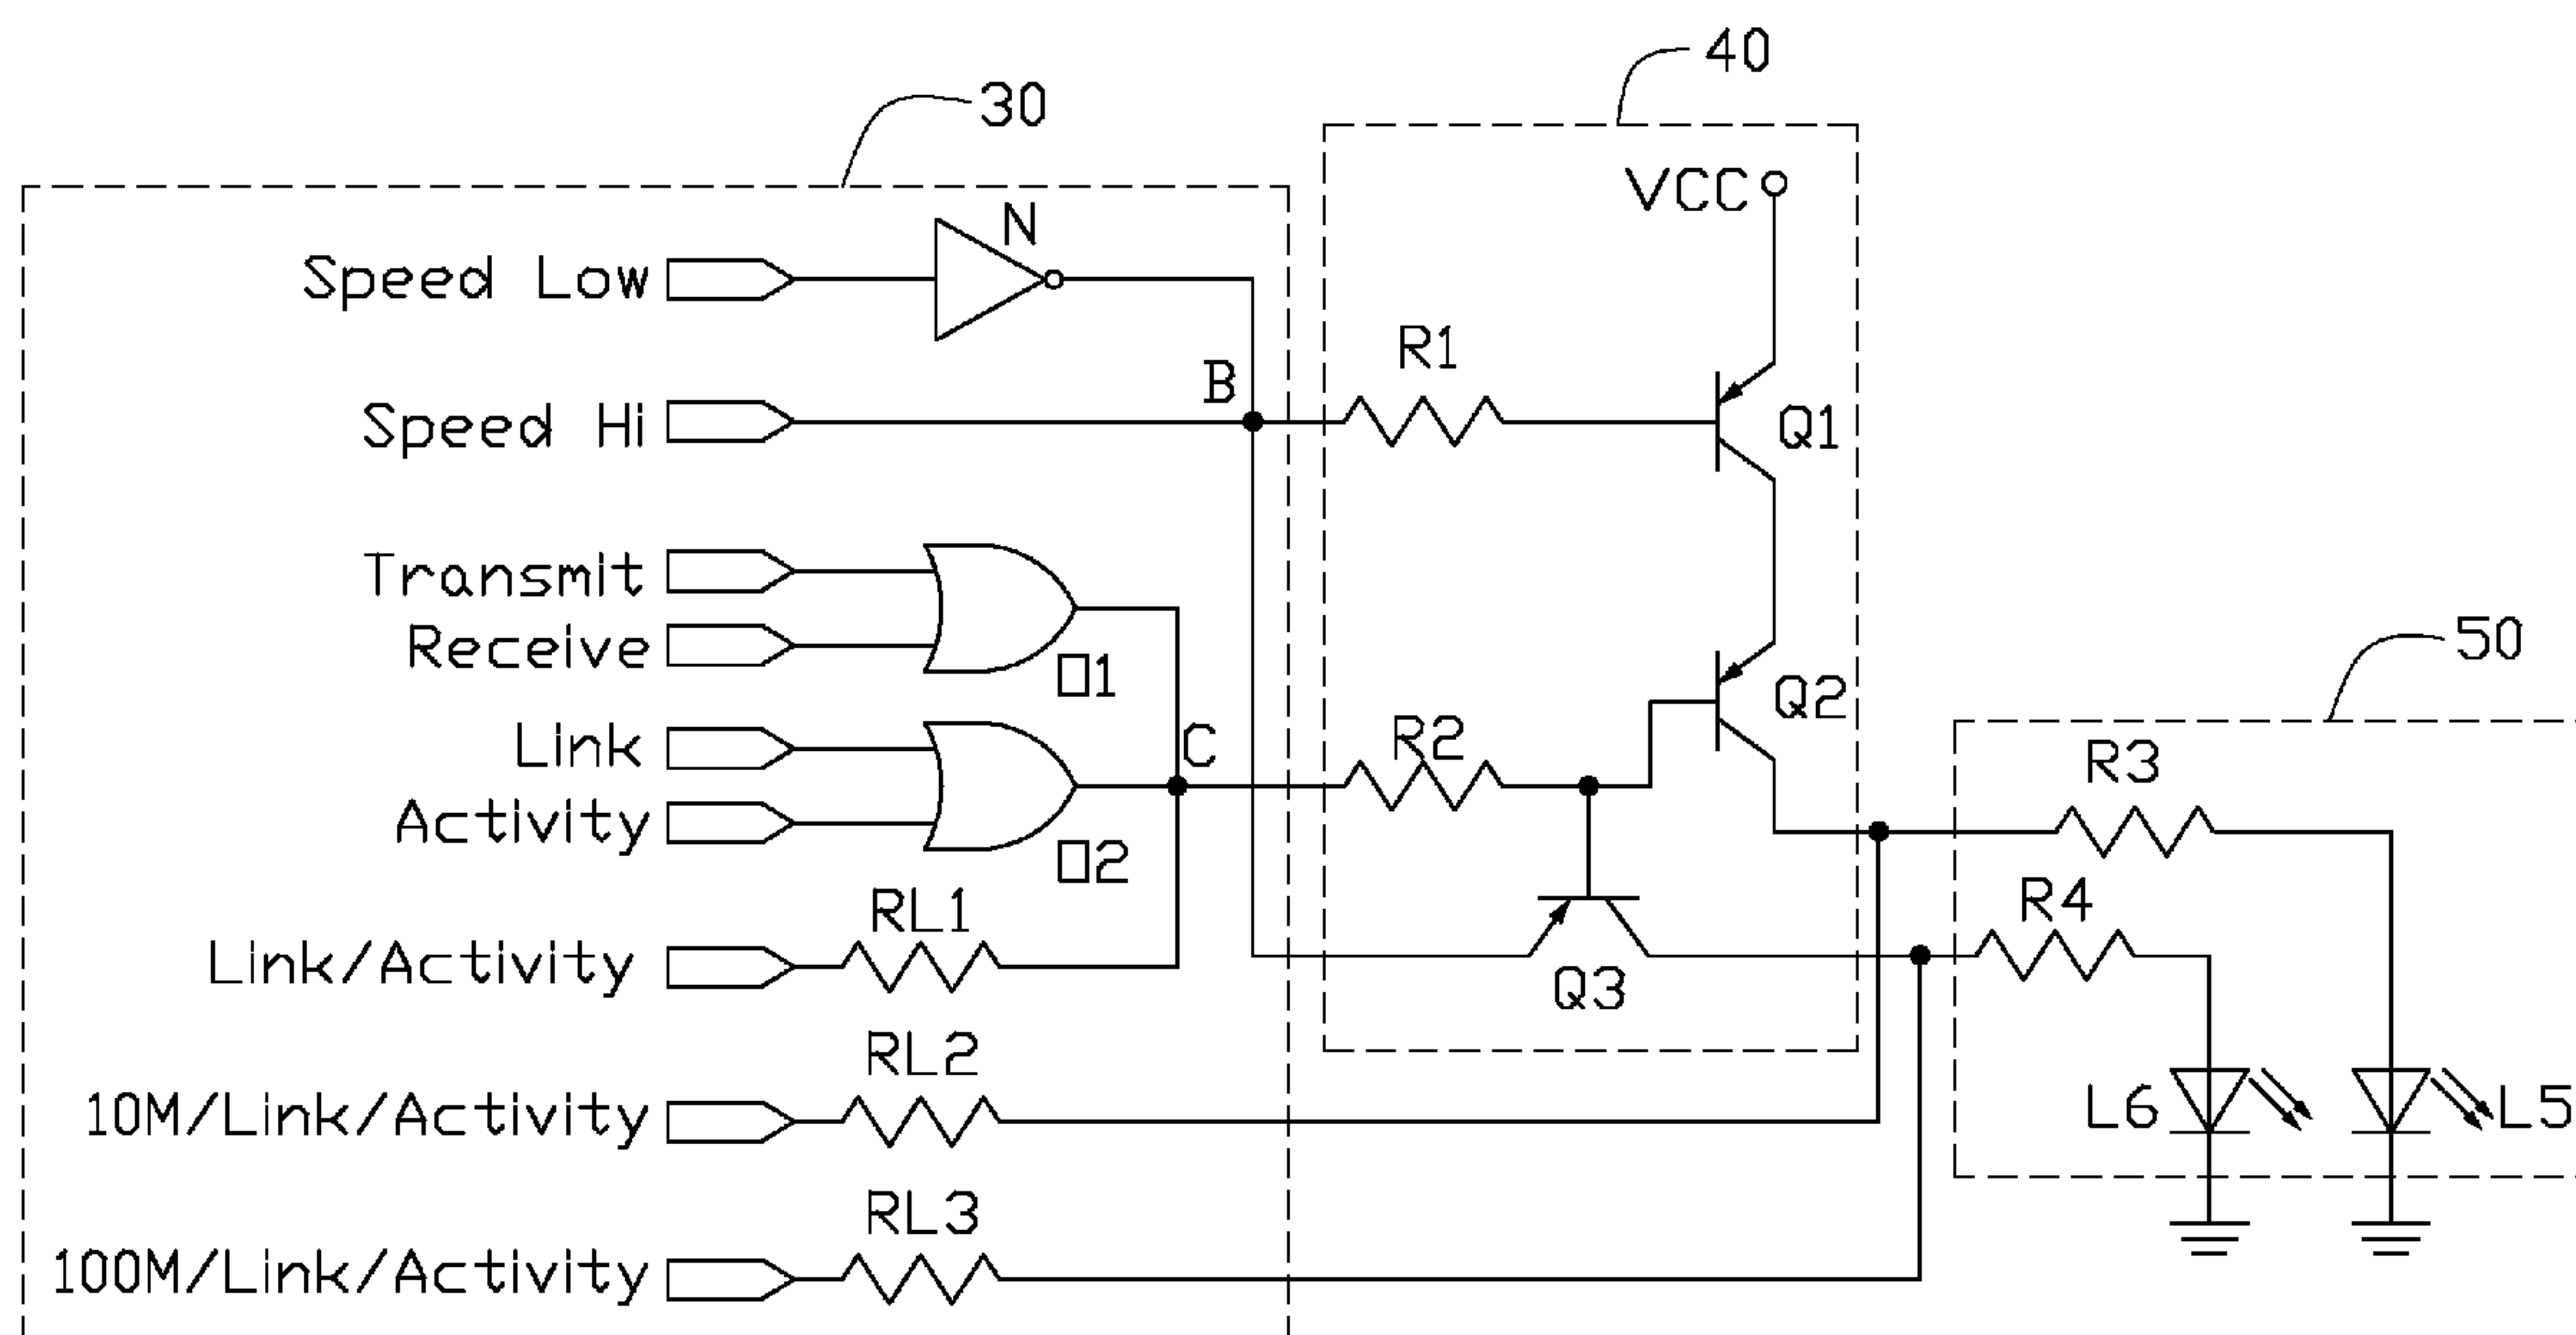 40
30
VCC
N
Speed Low
R1
B
Speed Hi
Q1
Transmit
Receive
O1
50
Q2
Link
C
R2
R3
Activity
O2
R4
RL1
Link/Activity
Q3
RL2
10M/Link/Activity
L6
L5
RL3
100M/Link/Activity